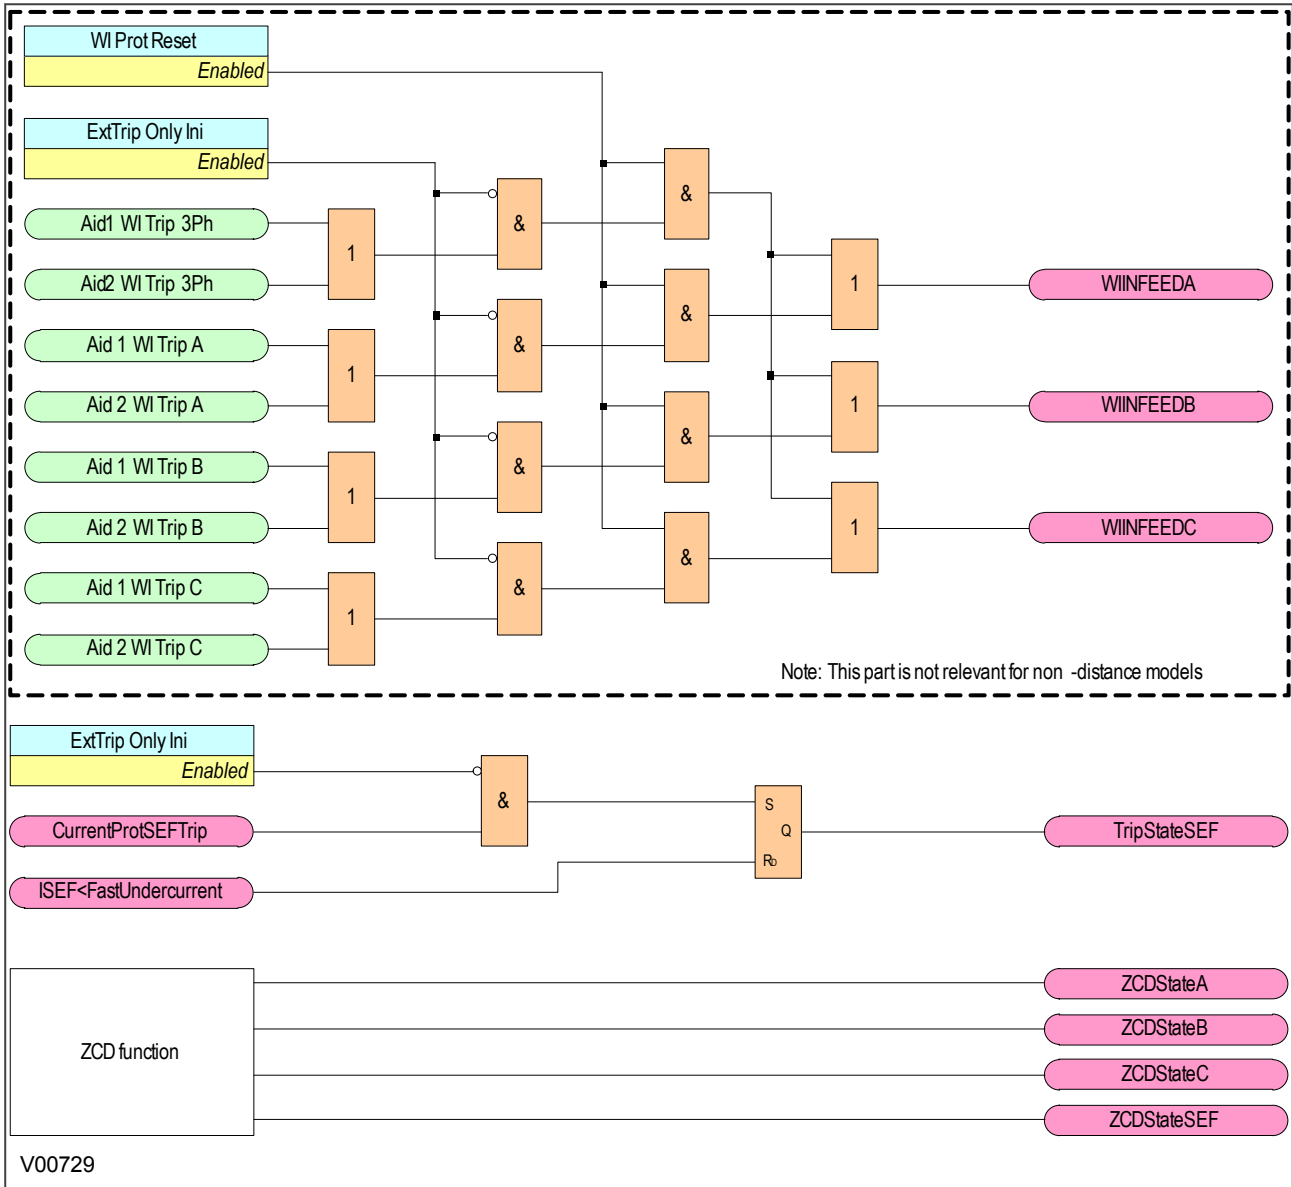 WI Prot Reset
Enabled
ExtTrip Only Ini
Enabled
Aid1 WI Trip 3Ph
Aid2 WI Trip 3Ph
Aid 1 WI Trip A
Aid 2 WI Trip A
Aid 1 WI Trip B
Aid 2 WI Trip B
Aid 1 WI Trip C
Aid 2 WI Trip C
1
1
1
1
&
&
&
&
&
&
&
&
1
1
1
WIINFEEDA
WIINFEEDB
WIINFEEDC
Note: This part is not relevant for non -distance models
ExtTrip Only Ini
Enabled
CurrentProtSEFTrip
ISEF<FastUndercurrent
&
S
Q
RD
TripStateSEF
ZCD function
ZCDStateA
ZCDStateB
ZCDStateC
ZCDStateSEF
V00729